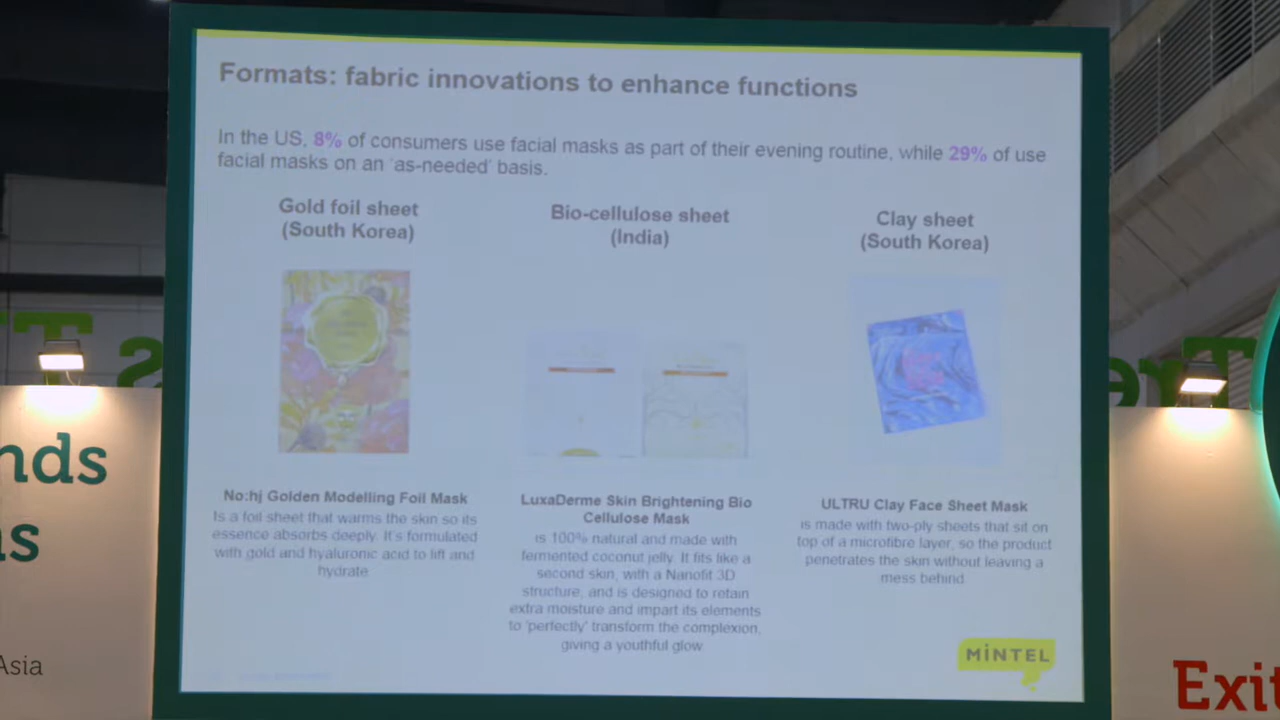 Formats: fabric innovations to enhance functions
In the US, 8% of consumers use facial masks as part of their evening routine, while 29% of use
facial masks on an 'as-needed' basis.
Gold foil sheet
(South Korea)
Bio-cellulose sheet
(India)
Clay sheet
(South Korea)
No:hj Golden Modelling Foil Mask
Is a foil sheet that warms the skin so its
essence absorbs deeply. It's formulated
with gold and hyaluronic acid to lift and
hydrate
LuxaDerme Skin Brightening Bio
Cellulose Mask
is 100% natural and made with
fermented coconut jelly. It fits like a
second skin, with a Nanofit 3D
structure, and is designed to retain
extra moisture and impart its elements
to 'perfectly' transform the complexion,
giving a youthful glow
ULTRU Clay Face Sheet Mask
is made with two-ply sheets that sit on
top of a microfibre layer, so the product
penetrates the skin without leaving a
mess behind
MINTEL
nds
s
Asia
Tre
Exit